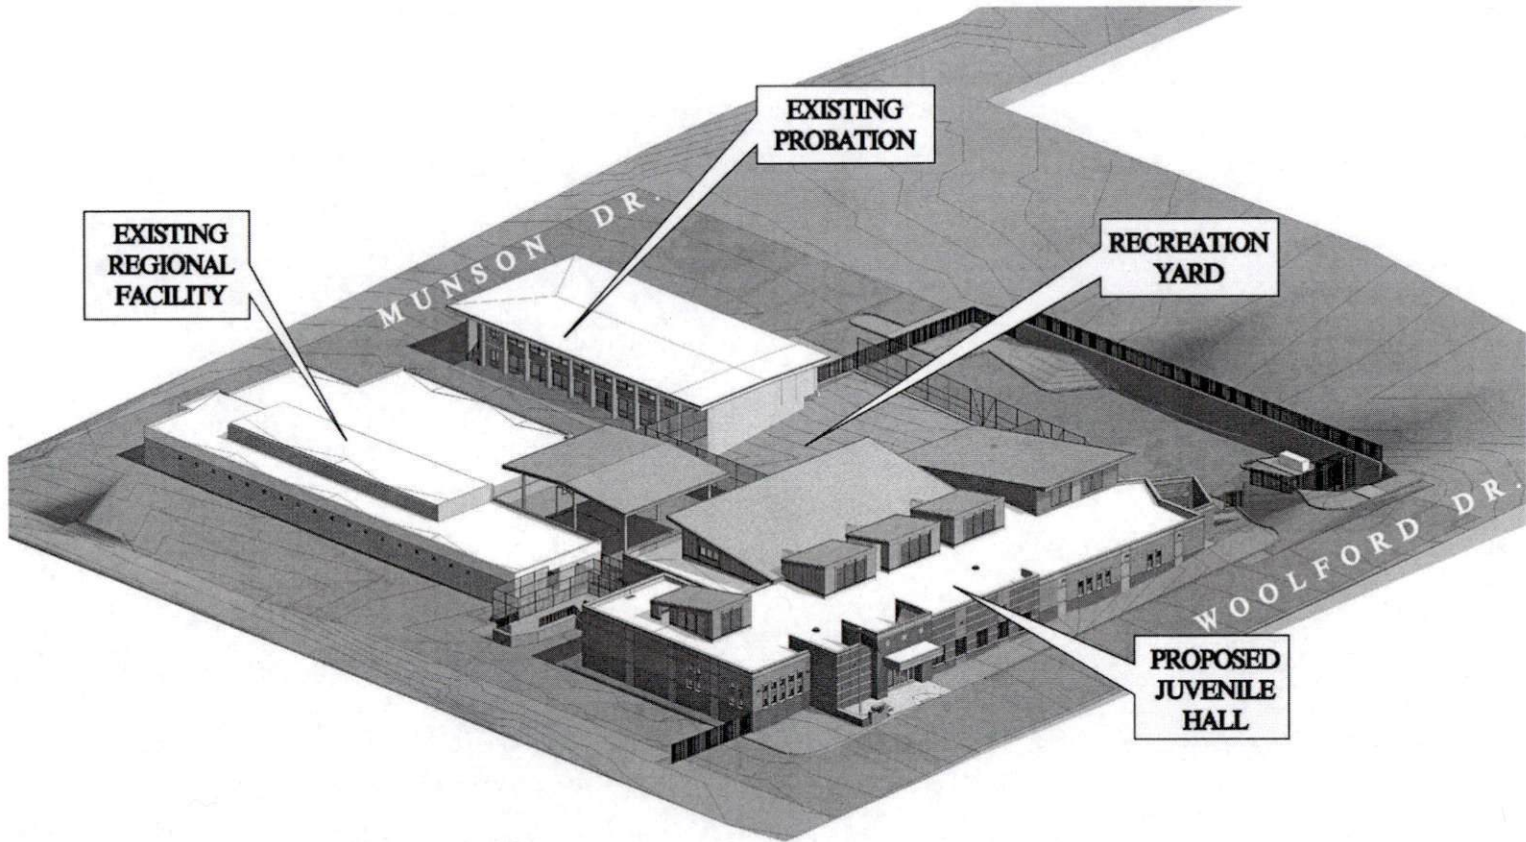 EXISTING
PROBATION
EXISTING
REGIONAL
FACILITY
MUNSON DR.
RECREATION
YARD
WOOLFORD DR.
PROPOSED
JUVENILE
HALL